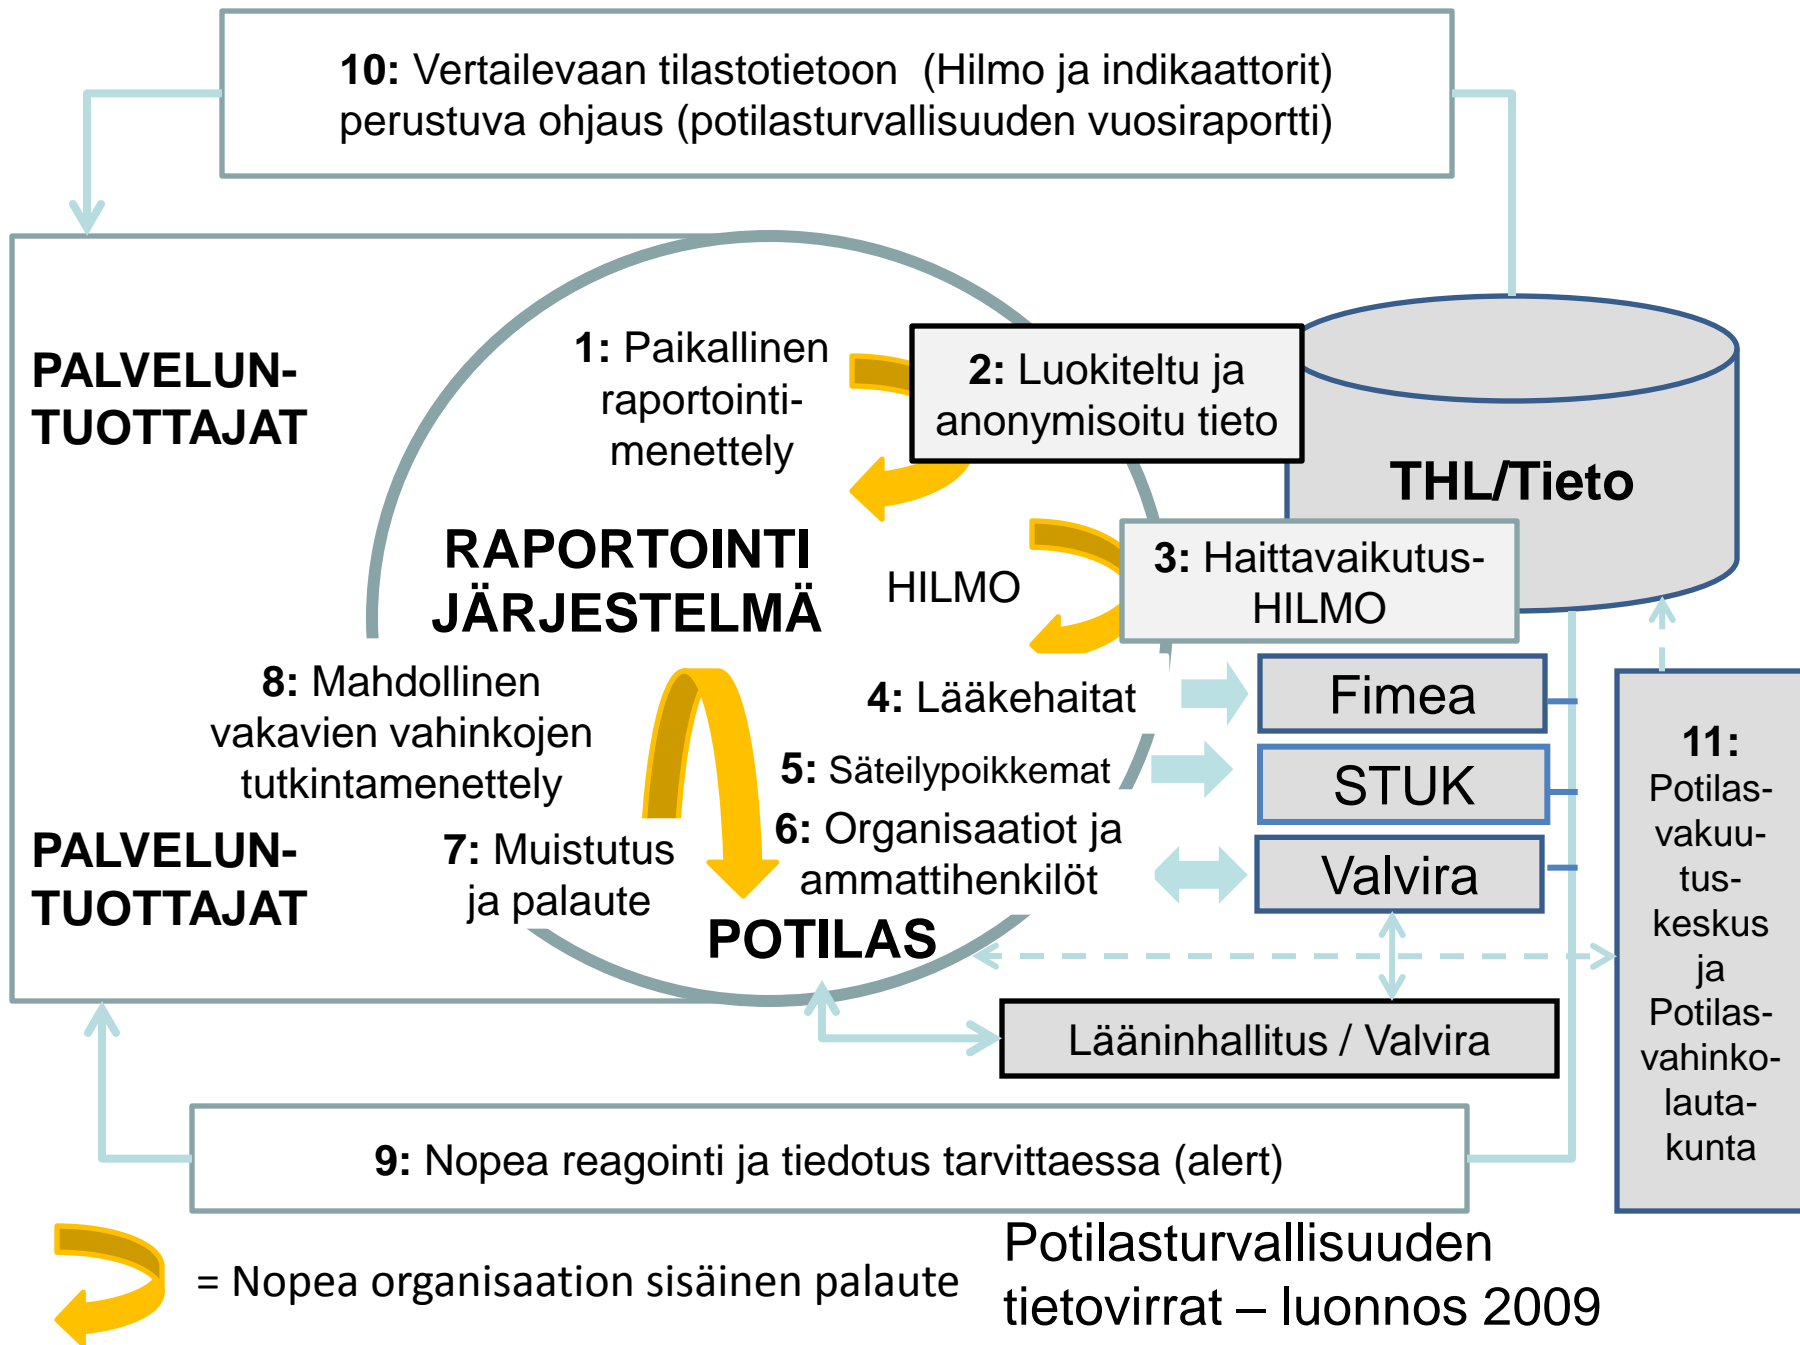 10: Vertailevaan tilastotietoon (Hilmo ja indikaattorit)
perustuva ohjaus (potilasturvallisuuden vuosiraportti)
PALVELUN-
TUOTTAJAT
1: Paikallinen
raportointi-
menettely
2: Luokiteltu ja
anonymisoitu tieto
THL/Tieto
RAPORTOINTI
JÄRJESTELMÄ
HILMO
3: Haittavaikutus-
HILMO
8: Mahdollinen
vakavien vahinkojen
tutkintamenettely
4: Lääkehaitat
Fimea
5: Säteilypoikkemat
STUK
PALVELUN-
TUOTTAJAT
7: Muistutus
ja palaute
6: Organisaatiot ja
ammattihenkilöt
Valvira
POTILAS
Lääninhallitus / Valvira
11:
Potilas-
vakuu-
tus-
keskus
ja
Potilas-
vahinko-
lauta-
kunta
9: Nopea reagointi ja tiedotus tarvittaessa (alert)
= Nopea organisaation sisäinen palaute
Potilasturvallisuuden
tietovirrat – luonnos 2009